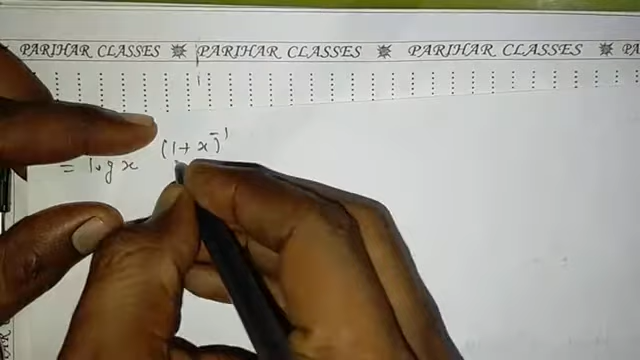 PARIHAR CLASSES PARIHAR CLASSES PARIHAR CLASSES
= log x (1+x)⁻¹